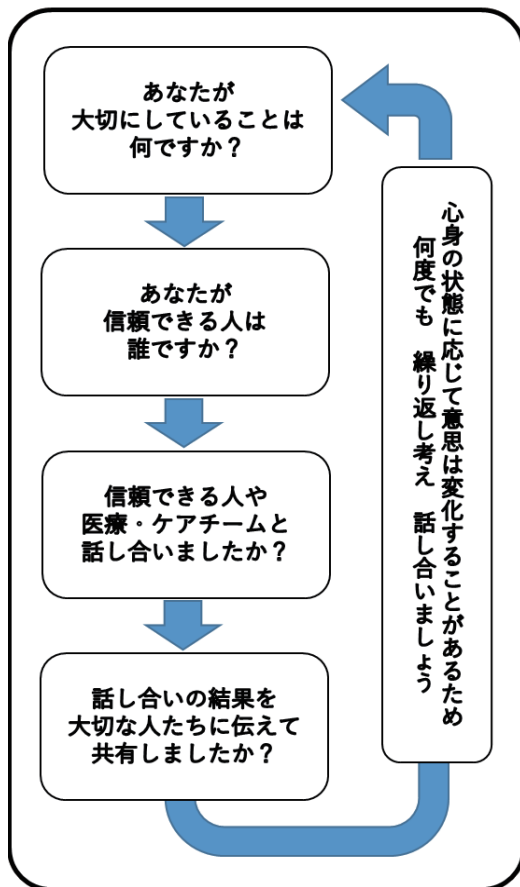 あなたが
大切にしていることは
何ですか？
あなたが
信頼できる人は
誰ですか？
信頼できる人や
医療・ケアチームと
話し合いましたか？
話し合いの結果を
大切な人たちに伝えて
共有しましたか？
心身の状態に応じて意思は変化することがあるため
何度でも　繰り返し考え　話し合いましょう